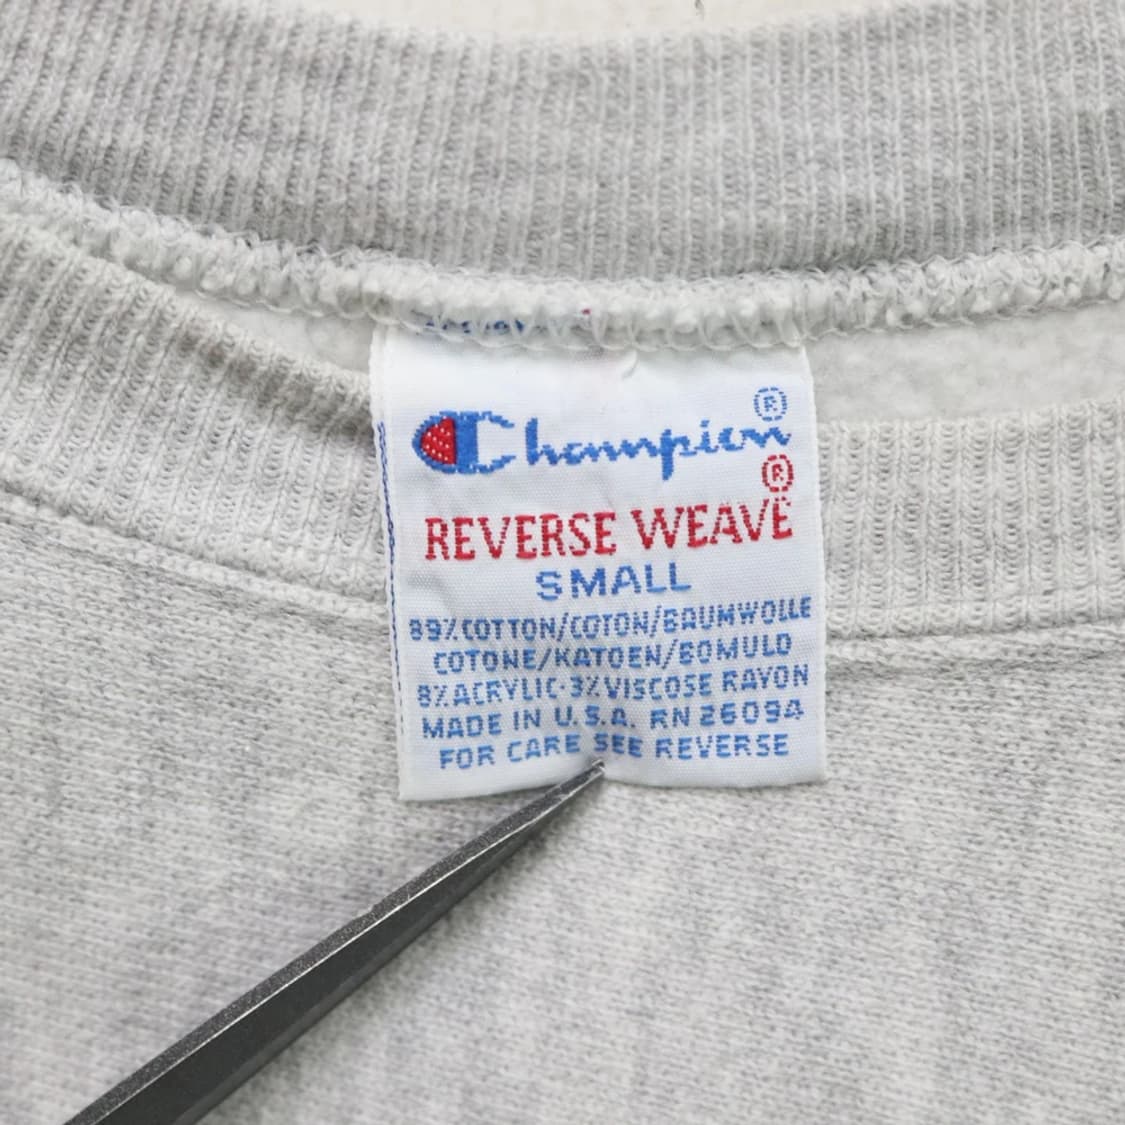 Champion®
REVERSE WEAVE®
SMALL
89% COTTON/COTON/BAUMWOLLE
COTONE/KATOEN/BOMULD
8% ACRYLIC·3% VISCOSE RAYON
MADE IN U.S.A. RN 26094
FOR CARE SEE REVERSE